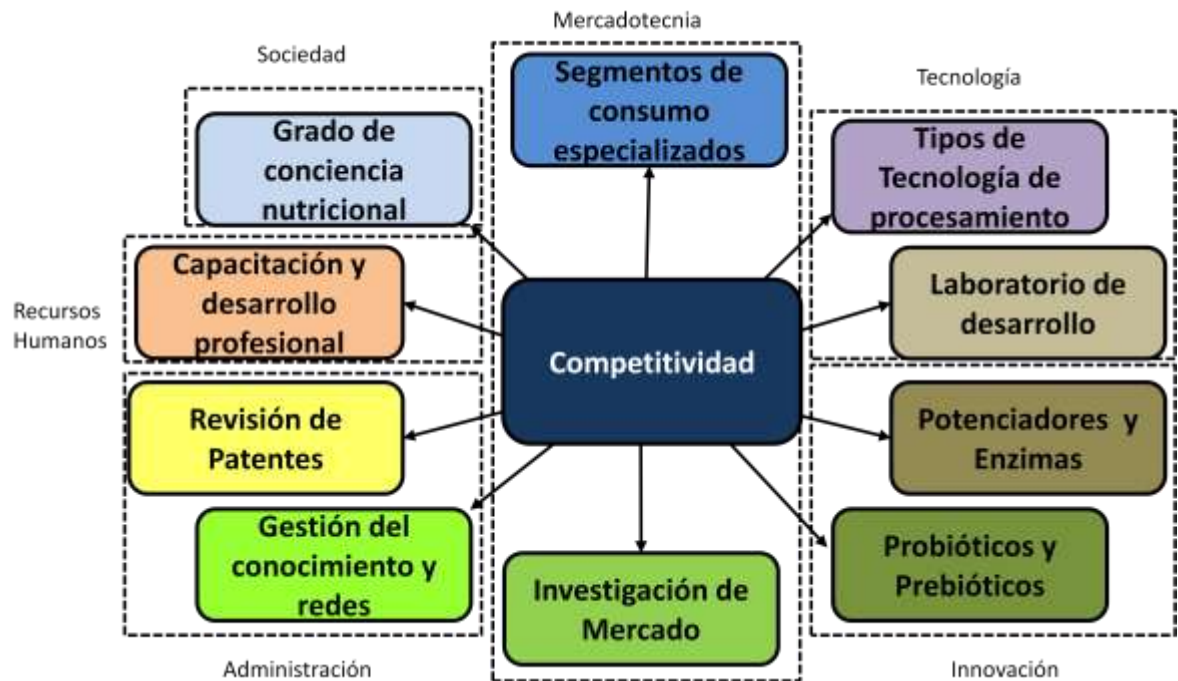 Mercadotecnia
Sociedad
Tecnología
Segmentos de
consumo
especializados
Grado de
conciencia
nutricional
Tipos de
Tecnología de
procesamiento
Recursos
Humanos
Capacitación y
desarrollo
profesional
Laboratorio de
desarrollo
Competitividad
Revisión de
Patentes
Potenciadores y
Enzimas
Gestión del
conocimiento y
redes
Investigación de
Mercado
Probióticos y
Prebióticos
Administración
Innovación